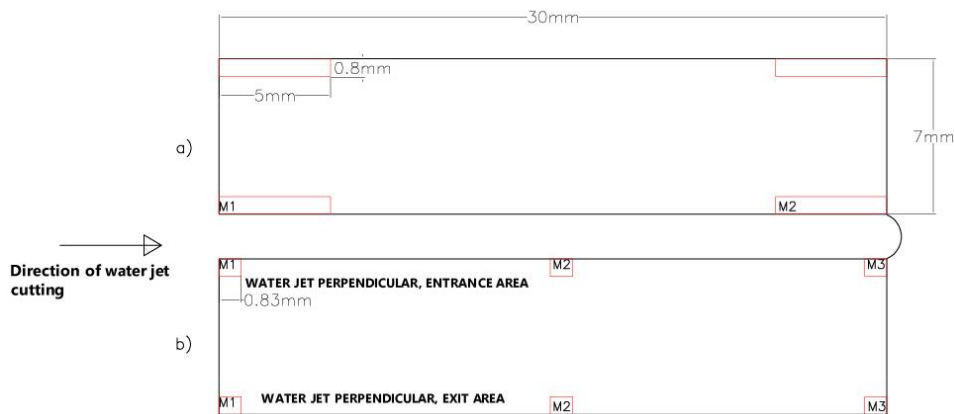 30mm
0.8mm
5mm
7mm
a)
M1
M2
Direction of water jet
cutting
M1
M2
M3
WATER JET PERPENDICULAR, ENTRANCE AREA
0.83mm
b)
M1
WATER JET PERPENDICULAR, EXIT AREA
M2
M3